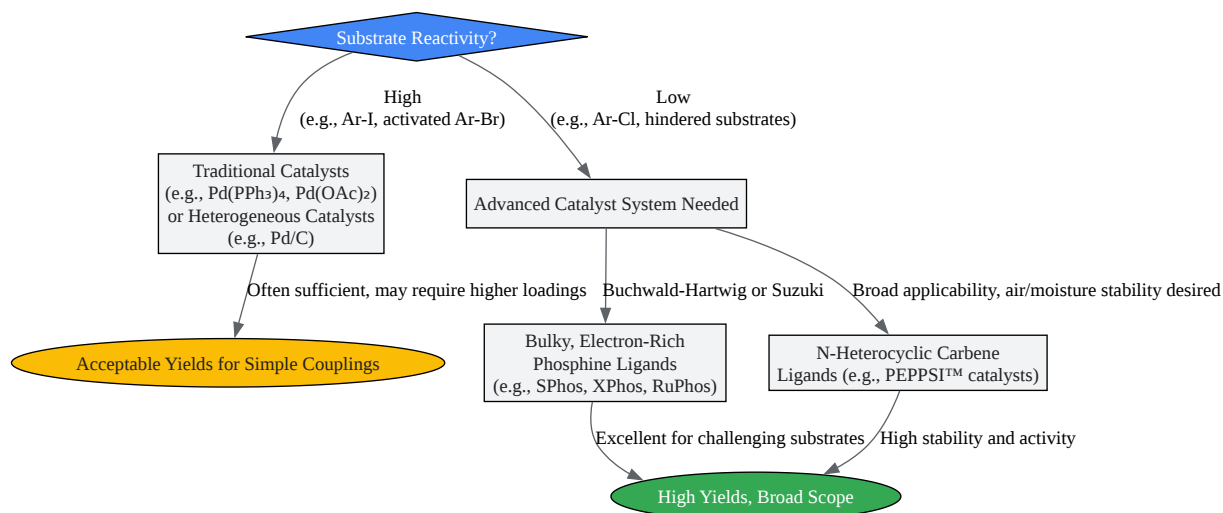 Substrate Reactivity?
High
(e.g., Ar-I, activated Ar-Br)
Low
(e.g., Ar-Cl, hindered substrates)
Traditional Catalysts
(e.g., Pd(PPh₃)₄, Pd(OAc)₂)
or Heterogeneous Catalysts
(e.g., Pd/C)
Advanced Catalyst System Needed
Often sufficient, may require higher loadings
Buchwald-Hartwig or Suzuki
Broad applicability, air/moisture stability desired
Acceptable Yields for Simple Couplings
Bulky, Electron-Rich
Phosphine Ligands
(e.g., SPhos, XPhos, RuPhos)
N-Heterocyclic Carbene
Ligands (e.g., PEPPSI™ catalysts)
Excellent for challenging substrates
High stability and activity
High Yields, Broad Scope